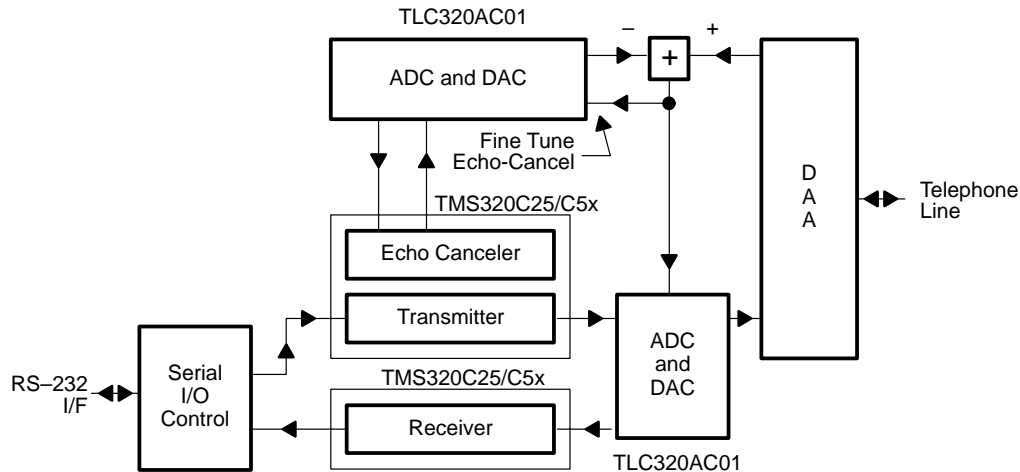 TLC320AC01
– +
ADC and DAC
+
Fine Tune
Echo-Cancel
D
A
A
Telephone
Line
TMS320C25/C5x
Echo Canceler
Transmitter
ADC
and
DAC
Serial
I/O
Control
RS–232
I/F
TMS320C25/C5x
Receiver
TLC320AC01